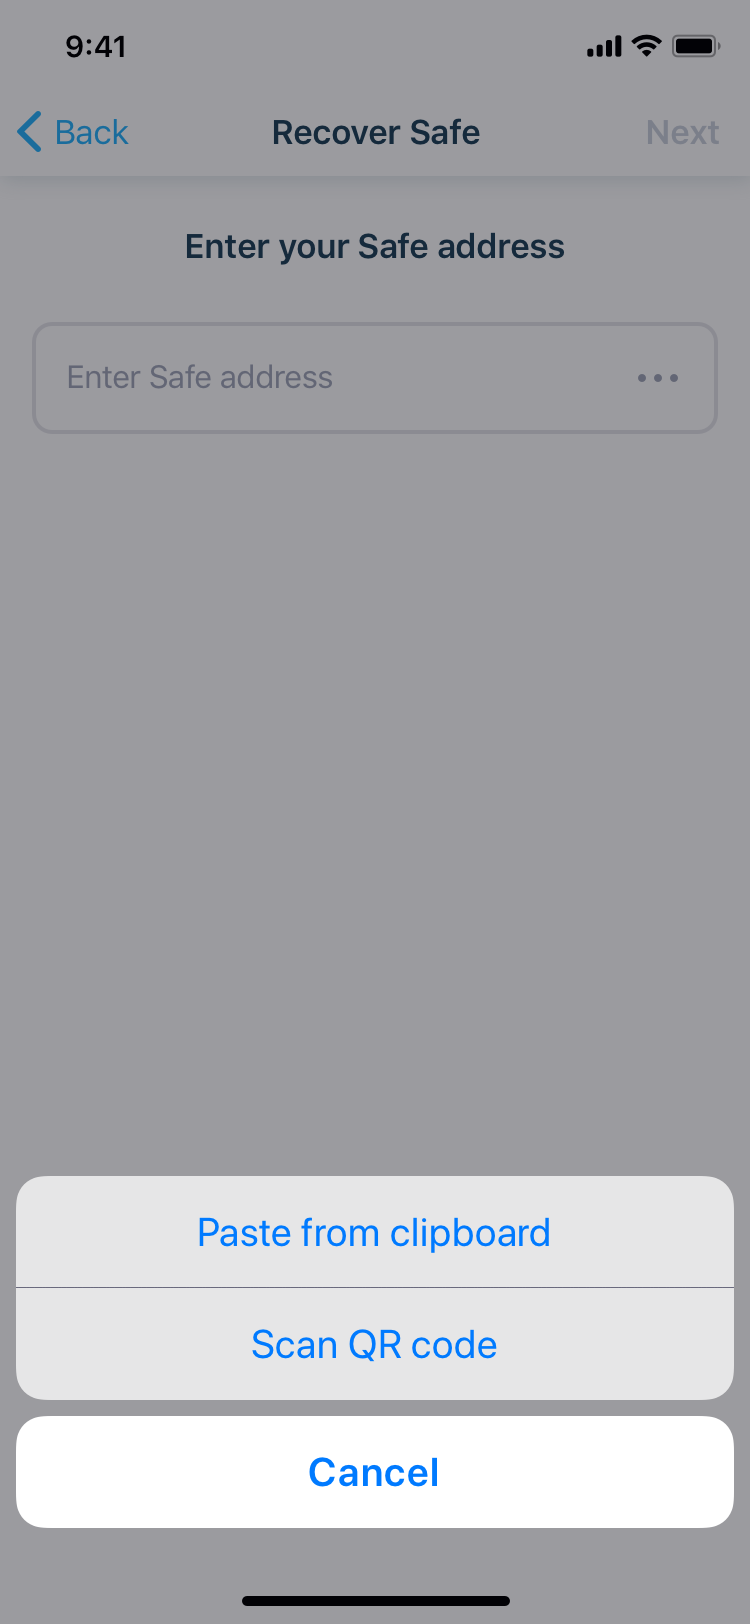 9:41
Back Recover Safe Next
Enter your Safe address
Enter Safe address
Paste from clipboard
Scan QR code
Cancel